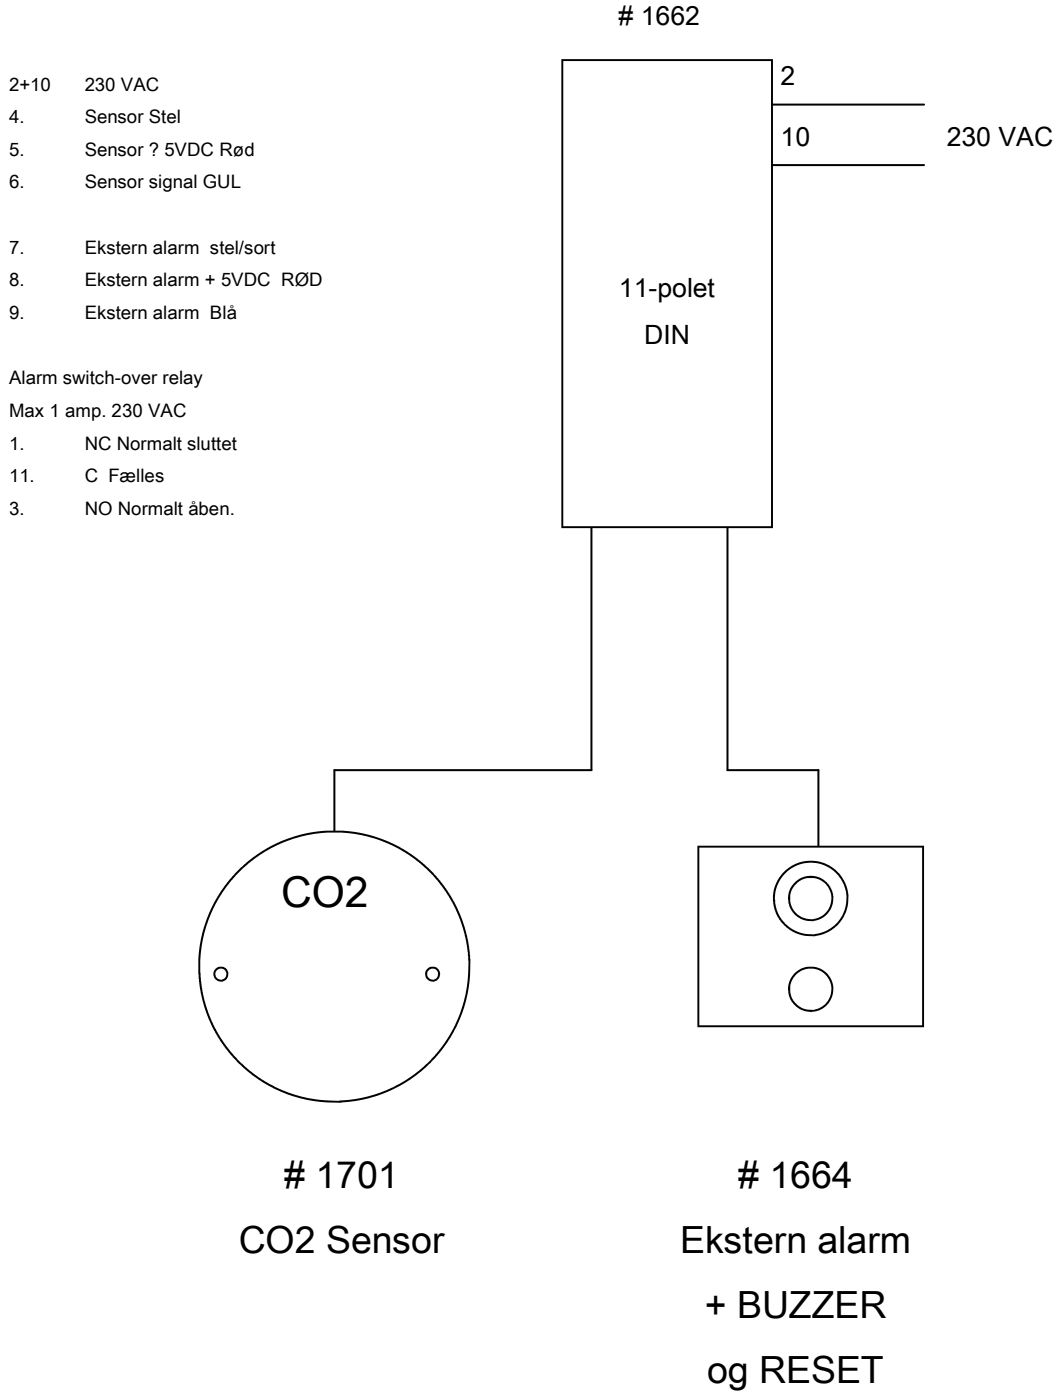 # 1662
2+10 230 VAC
4. Sensor Stel
5. Sensor ? 5VDC Rød
6. Sensor signal GUL
7. Ekstern alarm stel/sort
8. Ekstern alarm + 5VDC RØD
9. Ekstern alarm Blå
Alarm switch-over relay
Max 1 amp. 230 VAC
1. NC Normalt sluttet
11. C Fælles
3. NO Normalt åben.
2
10
230 VAC
11-polet
DIN
CO2
# 1701
CO2 Sensor
# 1664
Ekstern alarm
+ BUZZER
og RESET